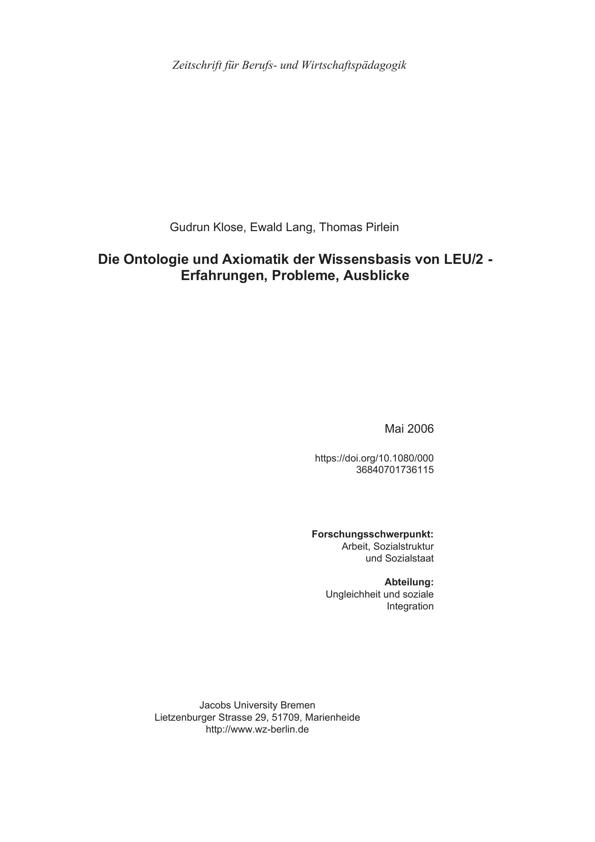 Zeitschrift für Berufs- und Wirtschaftspädagogik
Gudrun Klose, Ewald Lang, Thomas Pirlein
Die Ontologie und Axiomatik der Wissensbasis von LEU/2 -
Erfahrungen, Probleme, Ausblicke
Mai 2006
https://doi.org/10.1080/000
36840701736115
Forschungsschwerpunkt:
Arbeit, Sozialstruktur
und Sozialstaat
Abteilung:
Ungleichheit und soziale
Integration
Jacobs University Bremen
Lietzenburger Strasse 29, 51709, Marienheide
http://www.wz-berlin.de